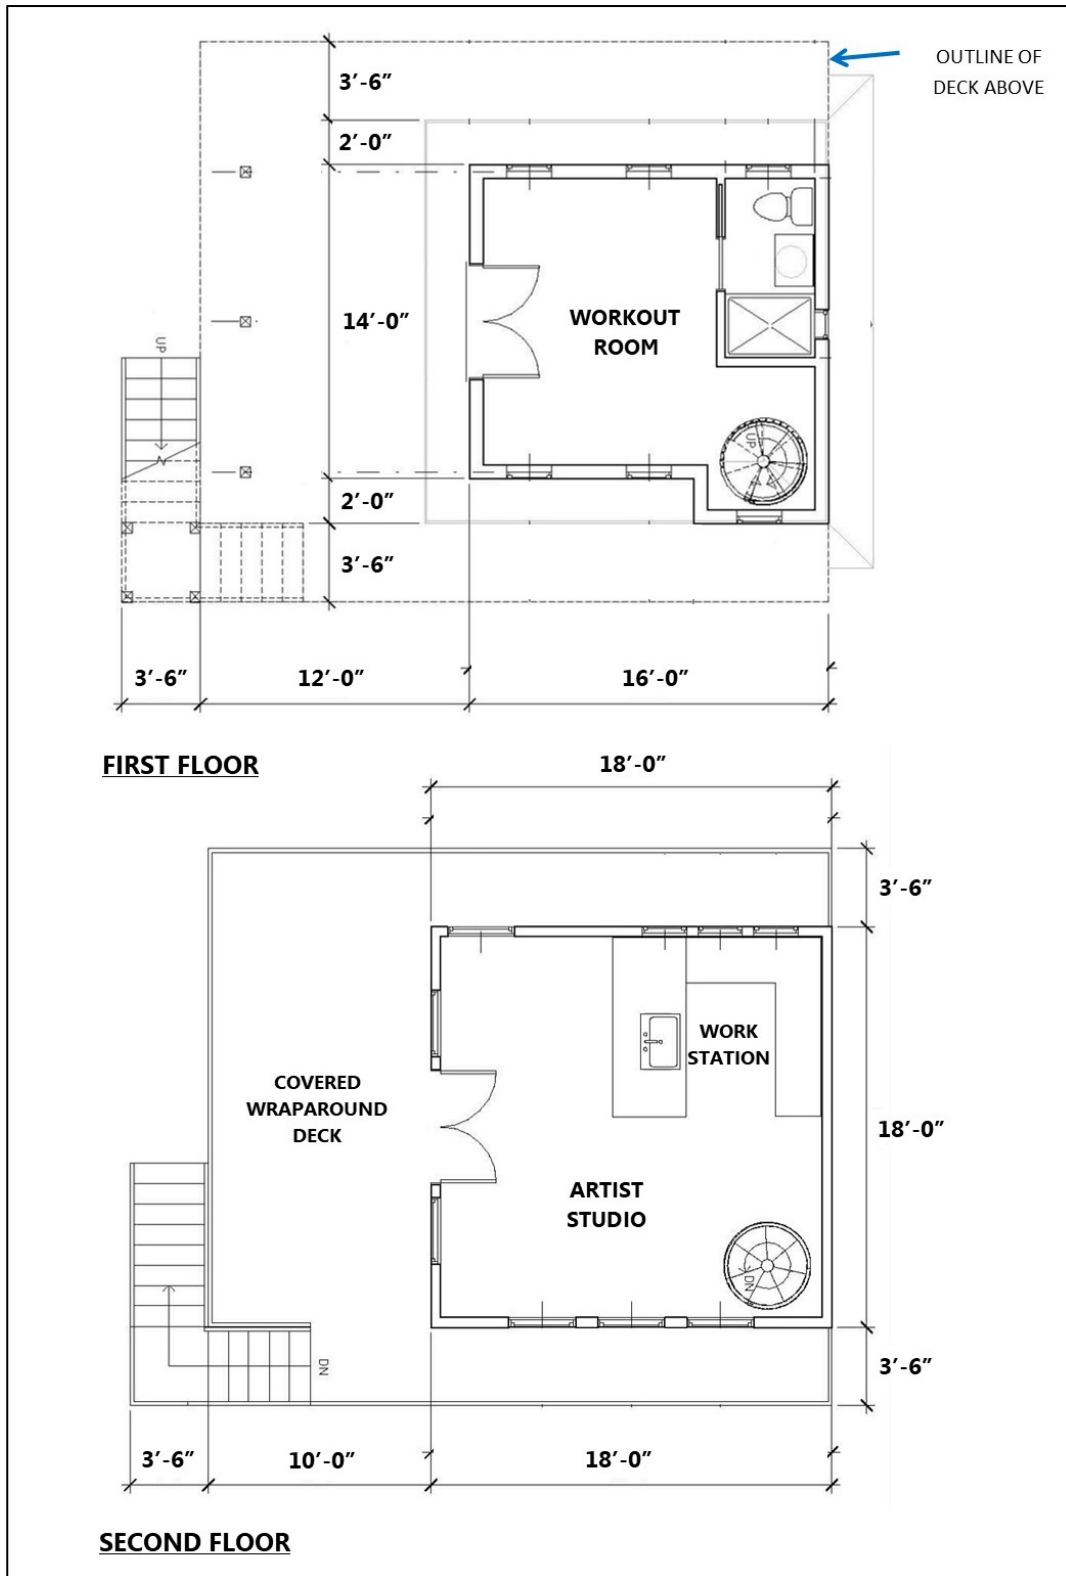 OUTLINE OF
DECK ABOVE
3'-6"
2'-0"
14'-0"
WORKOUT
ROOM
UP
UP
2'-0"
3'-6"
3'-6"
12'-0"
16'-0"
FIRST FLOOR
18'-0"
3'-6"
WORK
STATION
COVERED
WRAPAROUND
DECK
18'-0"
ARTIST
STUDIO
DN
DN
3'-6"
3'-6"
10'-0"
18'-0"
SECOND FLOOR